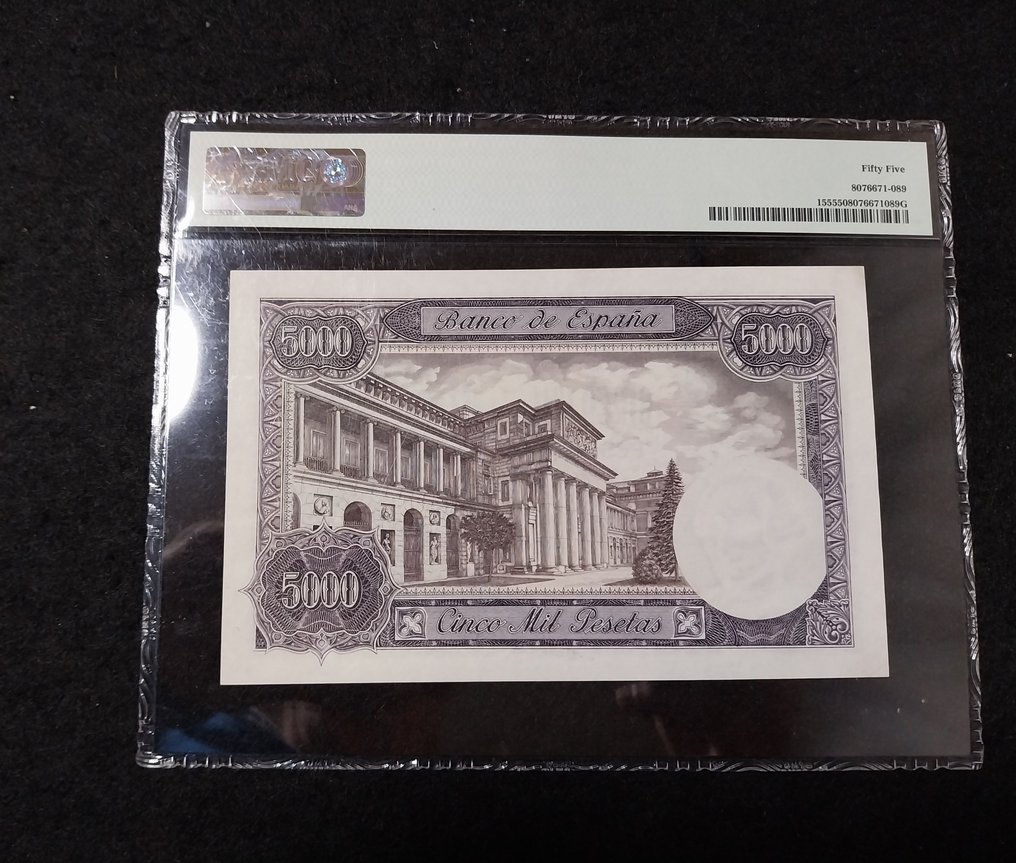 Fifty Five
8076671-089
1555508076671089G
5000
Banco de España
5000
5000
Cinco Mil Pesetas